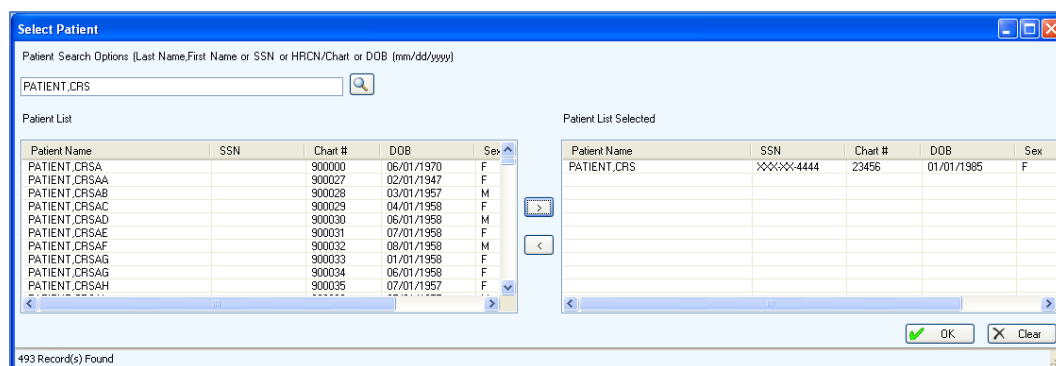 Select Patient
Patient Search Options (Last Name,First Name or SSN or HRCN/Chart or DOB (mm/dd/yyyy)
PATIENT,CRS
Patient List
Patient Name SSN Chart # DOB Sex
PATIENT,CRSA 900000 06/01/1970 F
PATIENT,CRSAA 900027 02/01/1947 F
PATIENT,CRSAB 900028 03/01/1957 M
PATIENT,CRSAC 900029 04/01/1958 F
PATIENT,CRSAD 900030 06/01/1958 M
PATIENT,CRSAE 900031 07/01/1958 F
PATIENT,CRSAF 900032 08/01/1958 M
PATIENT,CRSAG 900033 01/01/1958 F
PATIENT,CRSAG 900034 06/01/1958 F
PATIENT,CRSAH 900035 07/01/1957 F
>
<
Patient List Selected
Patient Name SSN Chart # DOB Sex
PATIENT,CRS XXX-XX-4444 23456 01/01/1985 F
OK Clear
493 Record(s) Found